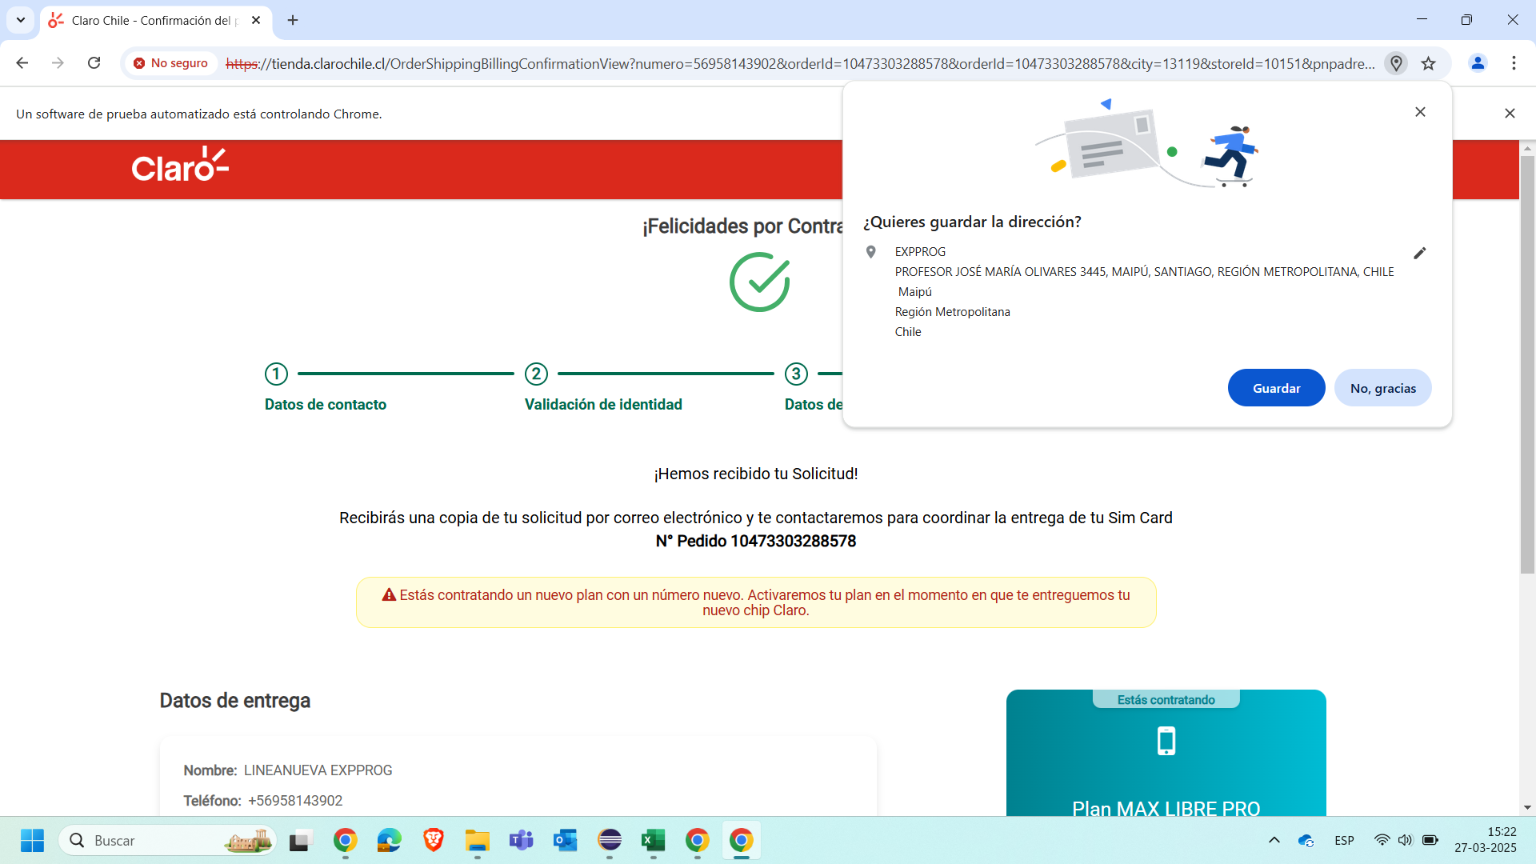 Claro Chile - Confirmación del p
No seguro
https://tienda.clarochile.cl/OrderShippingBillingConfirmationView?numero=56958143902&orderId=10473303288578&orderId=10473303288578&city=13119&storeId=10151&pnpadre...
Un software de prueba automatizado está controlando Chrome.
Claro
¡Felicidades por Contra
¿Quieres guardar la dirección?
EXPPROG
PROFESOR JOSÉ MARÍA OLIVARES 3445, MAIPÚ, SANTIAGO, REGIÓN METROPOLITANA, CHILE
Maipú
Región Metropolitana
Chile
Guardar
No, gracias
1
2
3
Datos de contacto
Validación de identidad
Datos de
¡Hemos recibido tu Solicitud!
Recibirás una copia de tu solicitud por correo electrónico y te contactaremos para coordinar la entrega de tu Sim Card
N° Pedido 10473303288578
Estás contratando un nuevo plan con un número nuevo. Activaremos tu plan en el momento en que te entreguemos tu
nuevo chip Claro.
Datos de entrega
Nombre: LINEANUEVA EXPPROG
Teléfono: +56958143902
Estás contratando
Plan MAX LIBRE PRO
Buscar
ESP
15:22
27-03-2025